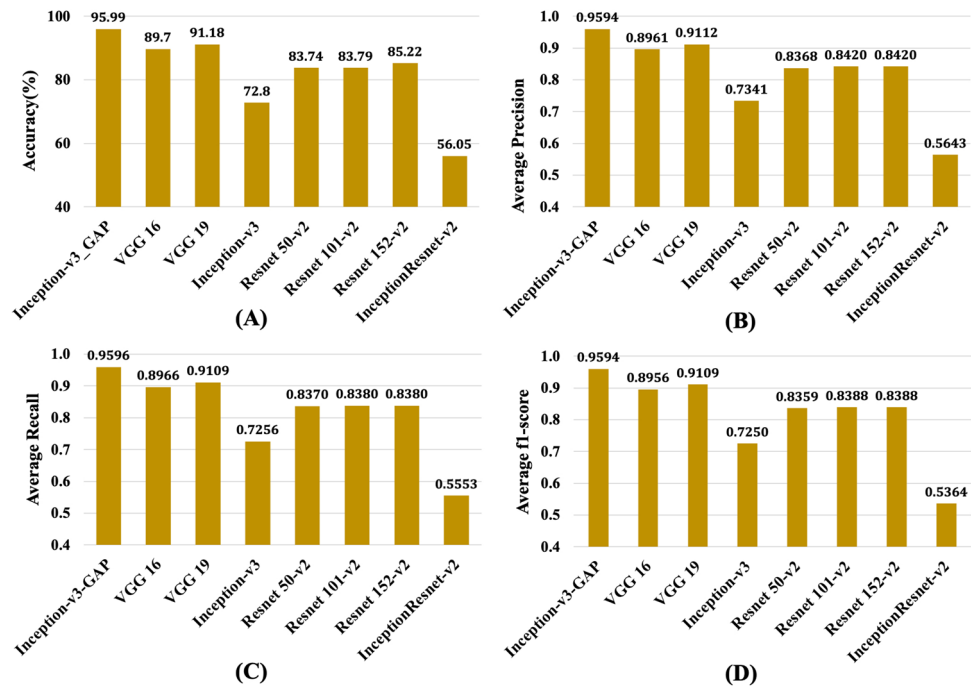 100
80
60
40
Accuracy(%)
95.99
89.7
91.18
72.8
83.74
83.79
85.22
56.05
Inception-v3_GAP
VGG 16
VGG 19
Inception-v3
Resnet 50-v2
Resnet 101-v2
Resnet 152-v2
InceptionResnet-v2
(A)
1.0
0.9
0.8
0.7
0.6
0.5
0.4
Average Precision
0.9594
0.8961
0.9112
0.7341
0.8368
0.8420
0.8420
0.5643
Inception-v3-GAP
VGG 16
VGG 19
Inception-v3
Resnet 50-v2
Resnet 101-v2
Resnet 152-v2
InceptionResnet-v2
(B)
1.0
0.9
0.8
0.7
0.6
0.5
0.4
Average Recall
0.9596
0.8966
0.9109
0.7256
0.8370
0.8380
0.8380
0.5553
Inception-v3-GAP
VGG 16
VGG 19
Inception-v3
Resnet 50-v2
Resnet 101-v2
Resnet 152-v2
InceptionResnet-v2
(C)
1.0
0.9
0.8
0.7
0.6
0.5
0.4
Average f1-score
0.9594
0.8956
0.9109
0.7250
0.8359
0.8388
0.8388
0.5364
Inception-v3-GAP
VGG 16
VGG 19
Inception-v3
Resnet 50-v2
Resnet 101-v2
Resnet 152-v2
InceptionResnet-v2
(D)